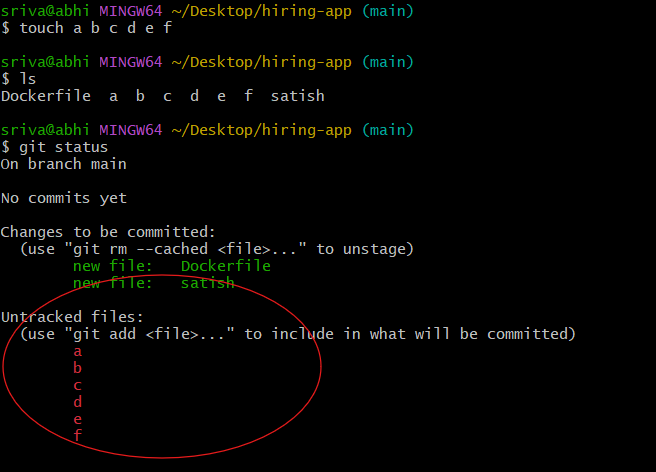 sriva@abhi MINGW64 ~/Desktop/hiring-app (main)
$ touch a b c d e f

sriva@abhi MINGW64 ~/Desktop/hiring-app (main)
$ ls
Dockerfile  a  b  c  d  e  f  satish

sriva@abhi MINGW64 ~/Desktop/hiring-app (main)
$ git status
On branch main

No commits yet

Changes to be committed:
  (use "git rm --cached <file>..." to unstage)
        new file:   Dockerfile
        new file:   satish

Untracked files:
  (use "git add <file>..." to include in what will be committed)
        a
        b
        c
        d
        e
        f